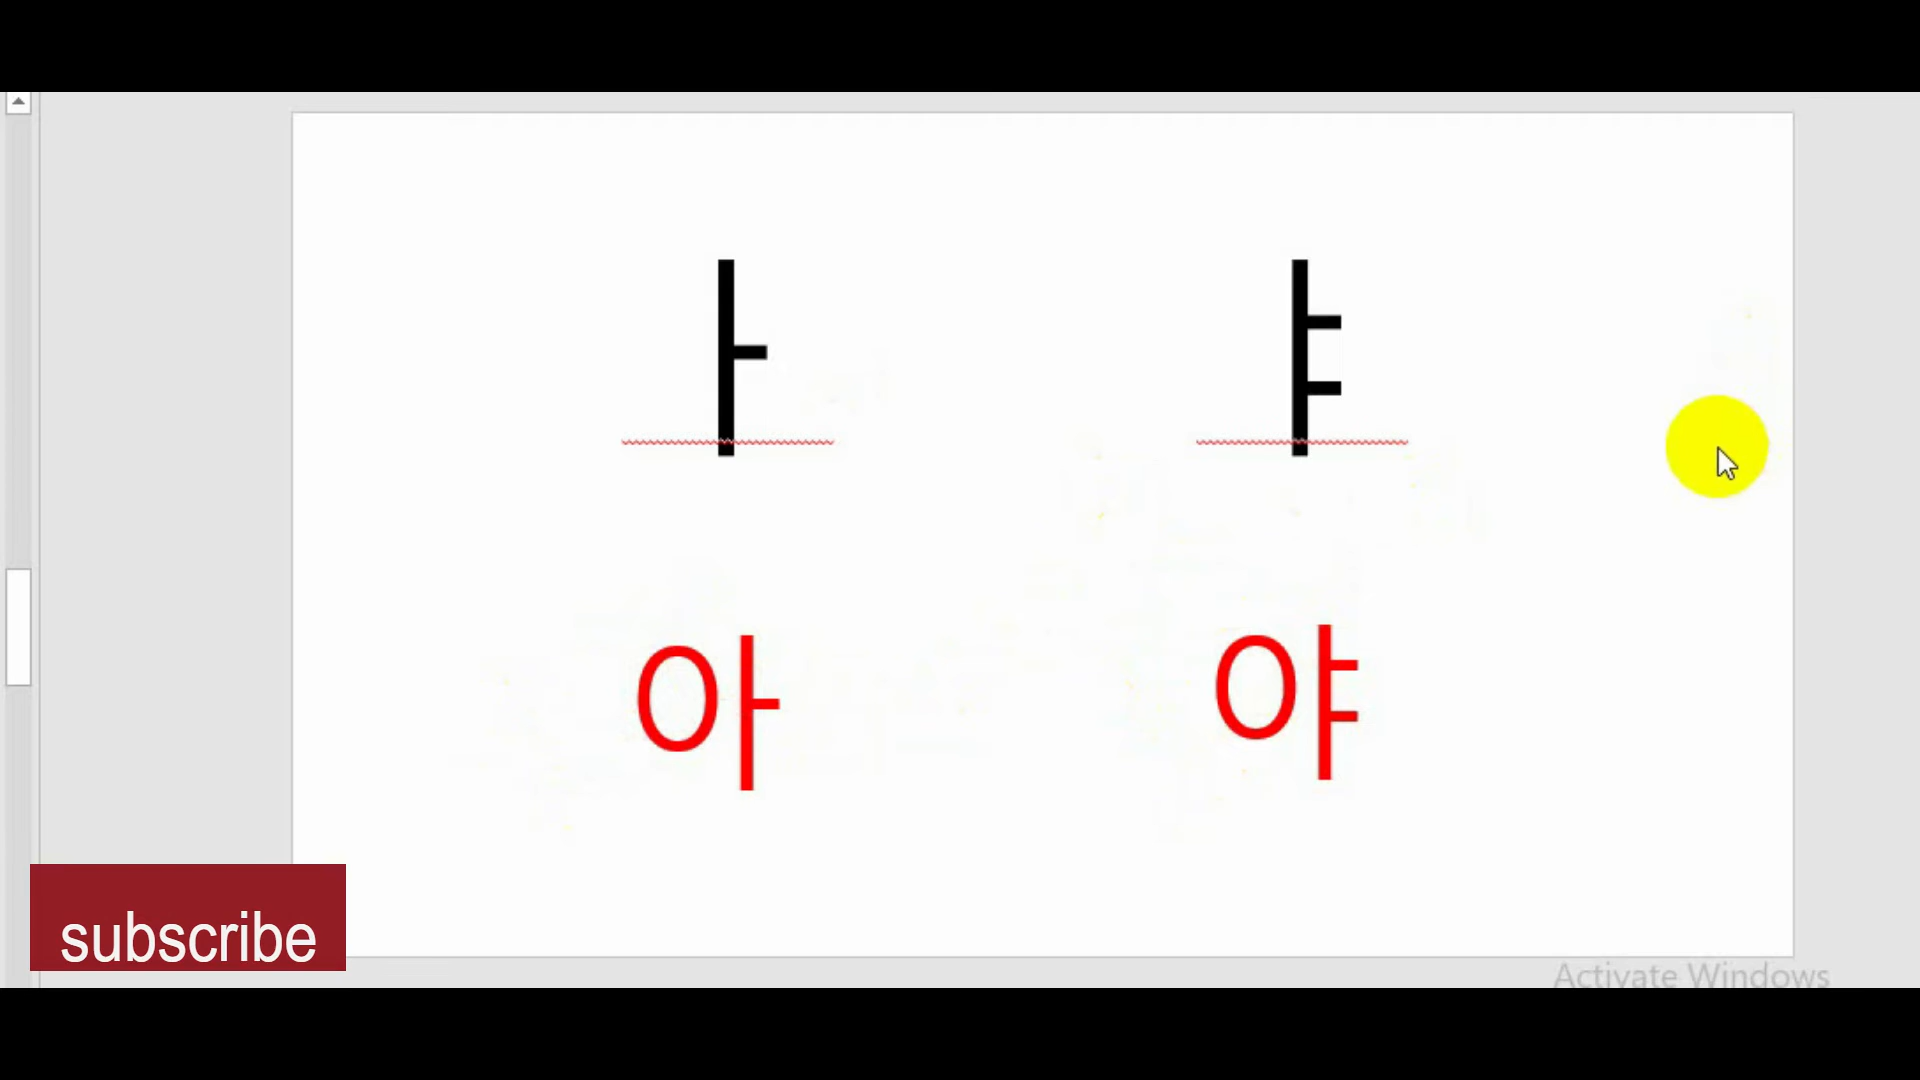 ㅏ ㅑ
아 야
subscribe
Activate Windows